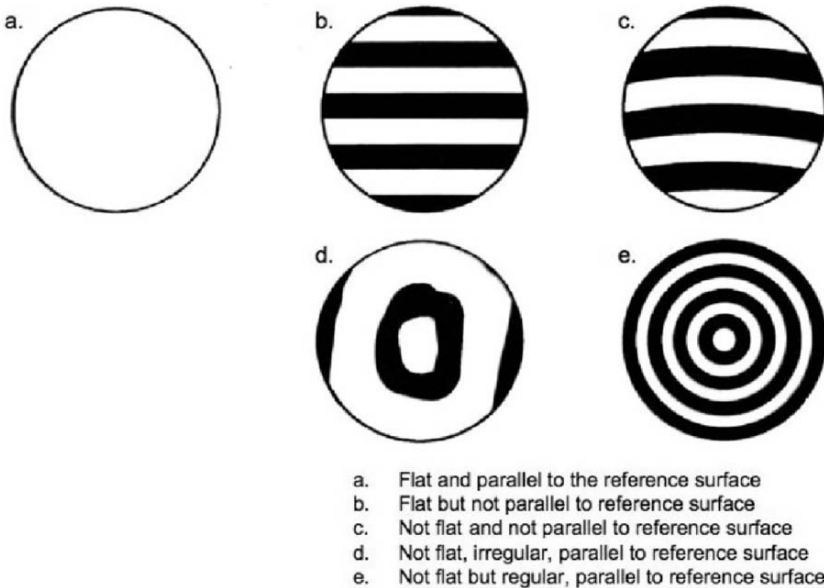 a.
b.
c.
d.
e.
a. Flat and parallel to the reference surface
b. Flat but not parallel to reference surface
c. Not flat and not parallel to reference surface
d. Not flat, irregular, parallel to reference surface
e. Not flat but regular, parallel to reference surface